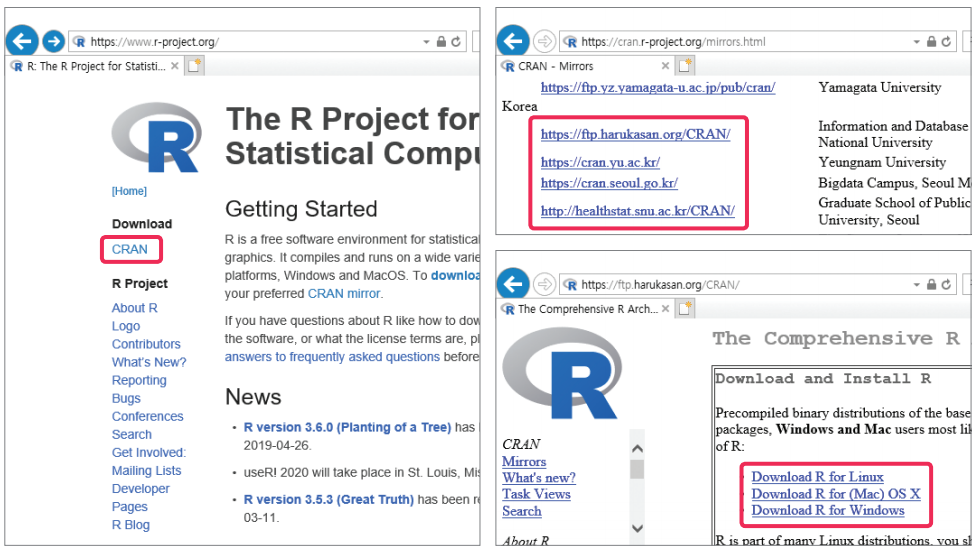 https://www.r-project.org/
R: The R Project for Statisti...
R
[Home]
Download
CRAN
R Project
About R
Logo
Contributors
What's New?
Reporting
Bugs
Conferences
Search
Get Involved:
Mailing Lists
Developer
Pages
R Blog
The R Project for
Statistical Compu
Getting Started
R is a free software environment for statistical
graphics. It compiles and runs on a wide varie
platforms, Windows and MacOS. To downloa
your preferred CRAN mirror.
If you have questions about R like how to dow
the software, or what the license terms are, pl
answers to frequently asked questions before
News
• R version 3.6.0 (Planting of a Tree) has
2019-04-26.
• useR! 2020 will take place in St. Louis, Mis
• R version 3.5.3 (Great Truth) has been re
03-11.
https://cran.r-project.org/mirrors.html
CRAN - Mirrors
https://ftp.yz.yamagata-u.ac.jp/pub/cran/ Yamagata University
Korea
https://ftp.harukasan.org/CRAN/ Information and Database
National University
https://cran.yu.ac.kr/ Yeungnam University
https://cran.seoul.go.kr/ Bigdata Campus, Seoul M
http://healthstat.snu.ac.kr/CRAN/ Graduate School of Public
University, Seoul
https://ftp.harukasan.org/CRAN/
The Comprehensive R Arch...
R
CRAN
Mirrors
What's new?
Task Views
Search
About R
The Comprehensive R
Download and Install R
Precompiled binary distributions of the base
packages, Windows and Mac users most lik
of R:
• Download R for Linux
• Download R for (Mac) OS X
• Download R for Windows
R is part of many Linux distributions, you sh